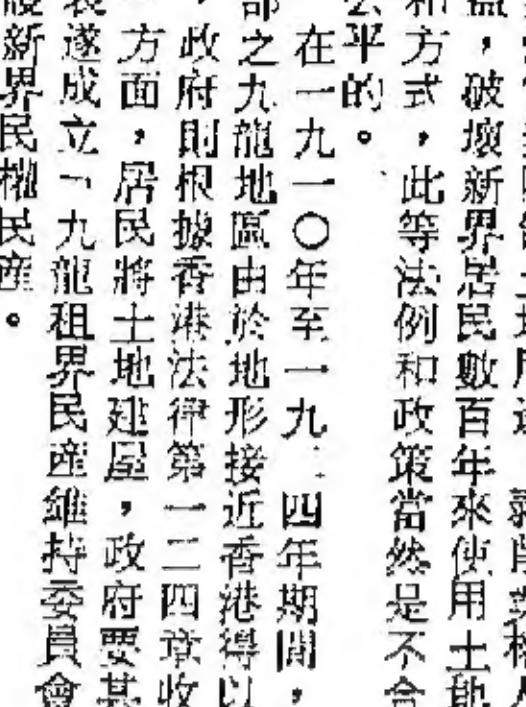 益，破壞新界居民數百年來使用土地
和方式，此等法例和政策當然是不合
公平的。
在一九一〇年至一九四年期間，
部之九龍地區由於地形接近香港得以
，政府則根據香港法律第一二四章收
方面，居民將土地建屋，政府要其
遂成立「九龍租界民產維持委員會
新界民權民產。